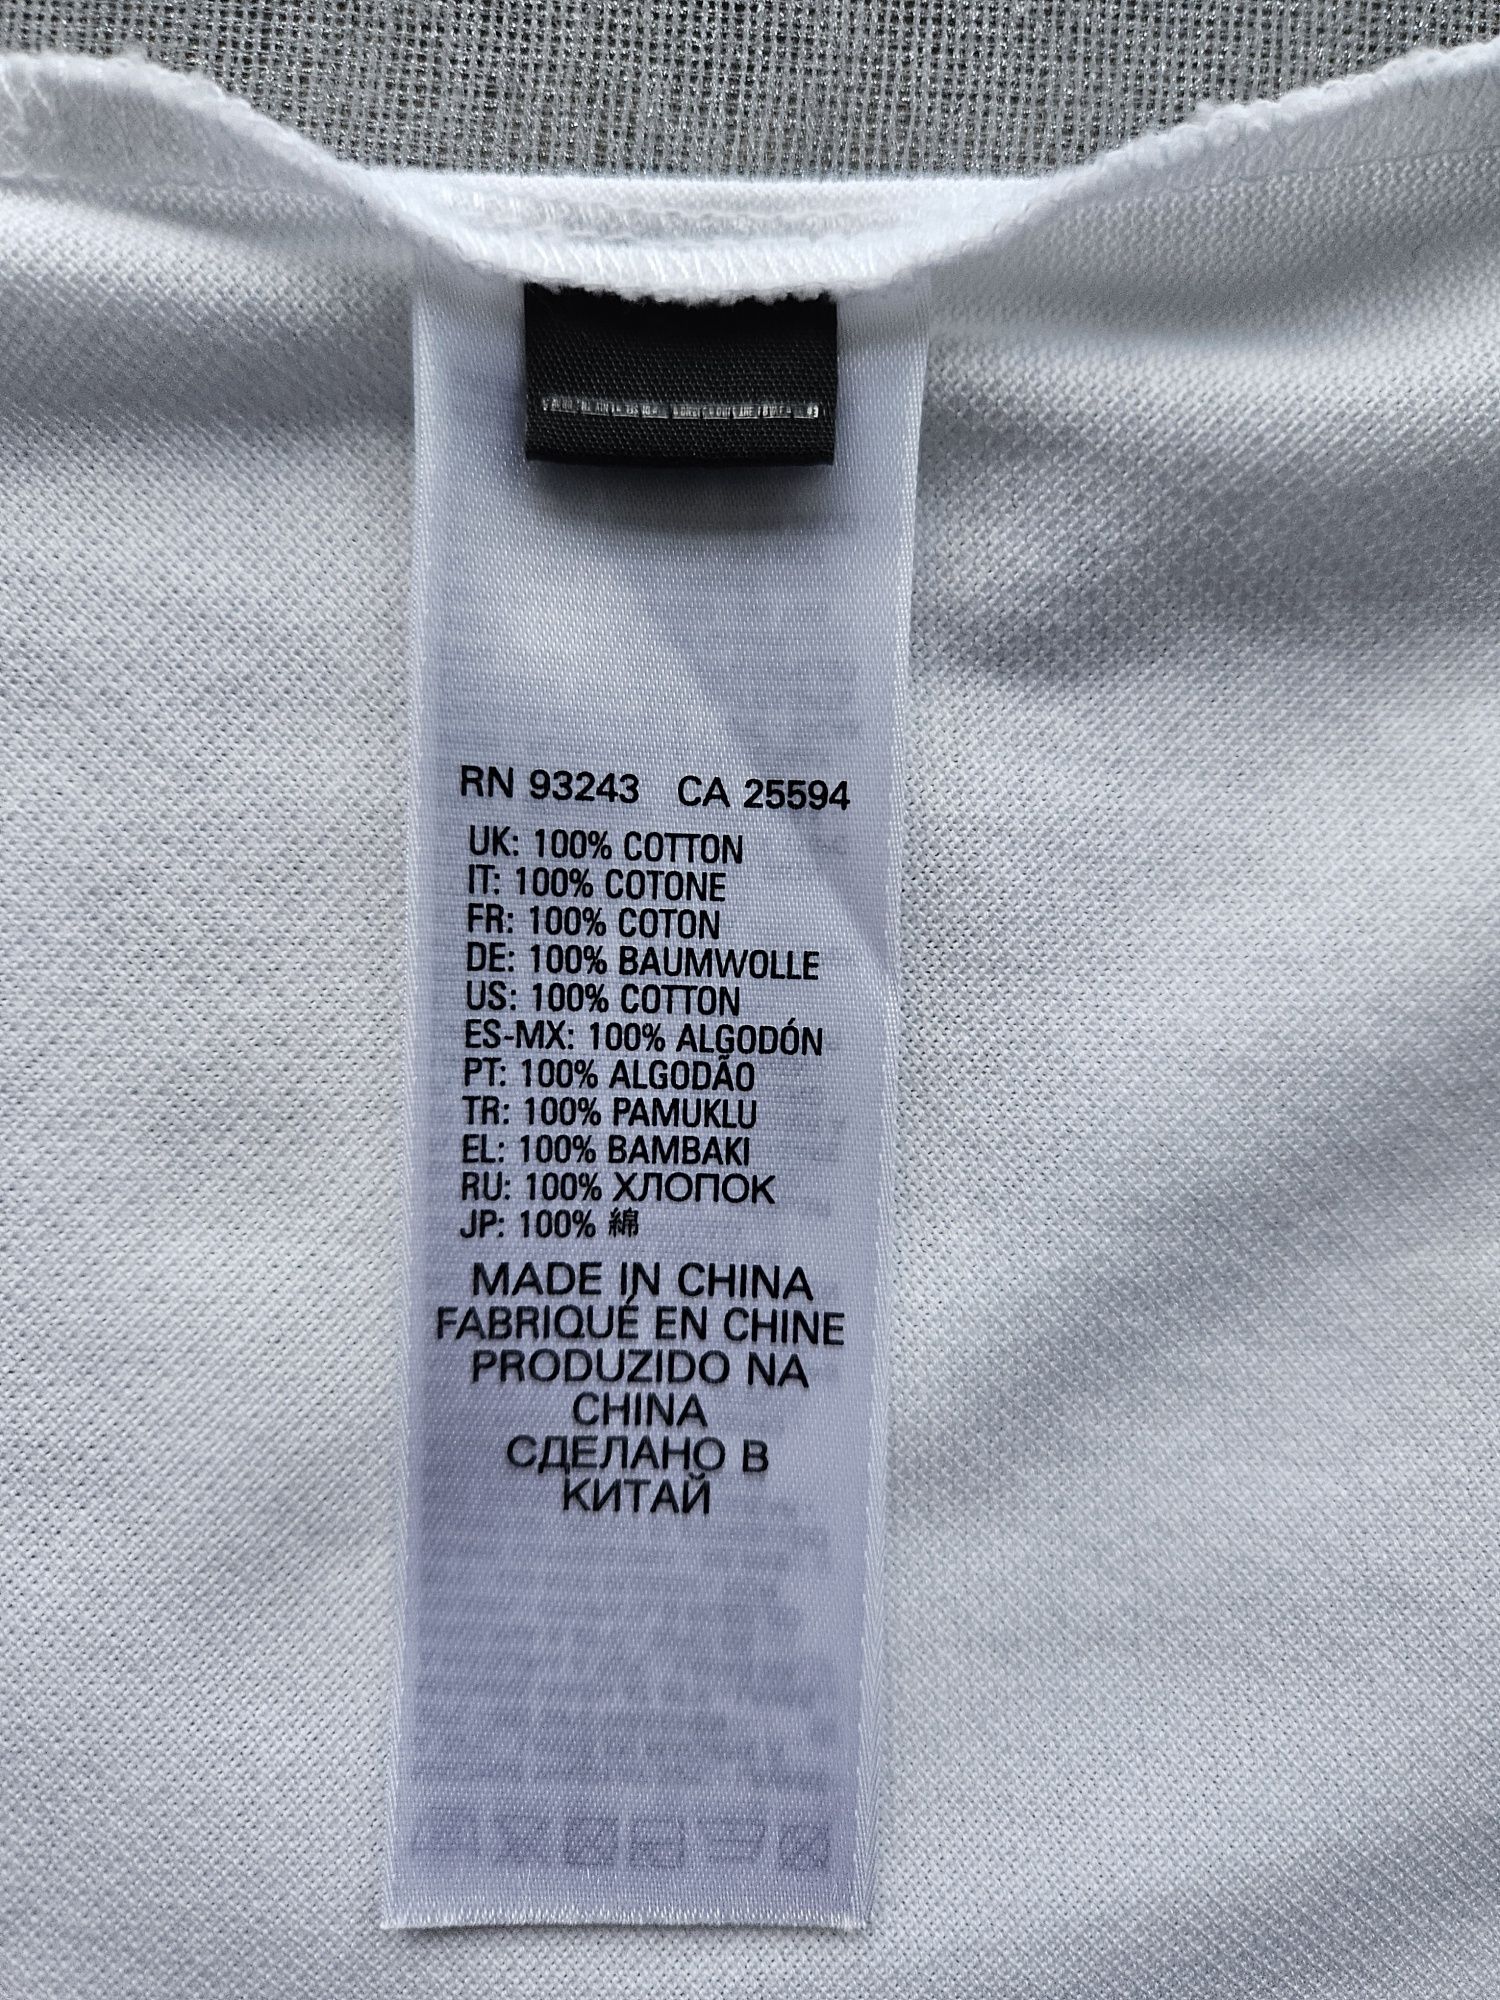 RN 93243 CA 25594
UK: 100% COTTON
IT: 100% COTONE
FR: 100% COTON
DE: 100% BAUMWOLLE
US: 100% COTTON
ES-MX: 100% ALGODÓN
PT: 100% ALGODÃO
TR: 100% PAMUKLU
EL: 100% BAMBAKI
RU: 100% ХЛОПОК
JP: 100% 綿
MADE IN CHINA
FABRIQUÉ EN CHINE
PRODUZIDO NA
CHINA
СДЕЛАНО В
КИТАЙ